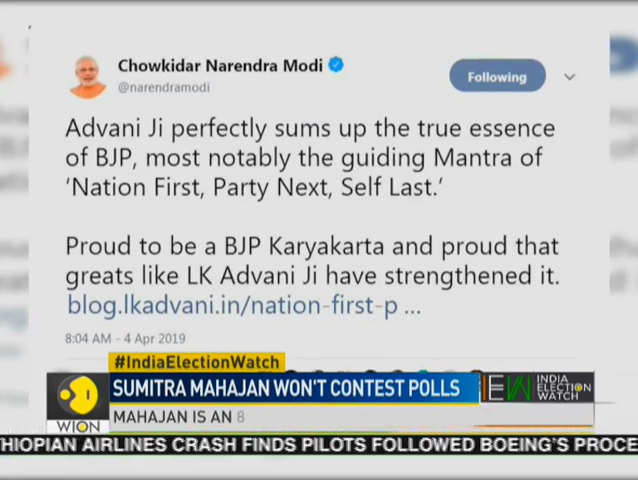 Chowkidar Narendra Modi
@narendramodi
Following
Advani Ji perfectly sums up the true essence
of BJP, most notably the guiding Mantra of
‘Nation First, Party Next, Self Last.’
Proud to be a BJP Karyakarta and proud that
greats like LK Advani Ji have strengthened it.
blog.lkadvani.in/nation-first-p ...
8:04 AM - 4 Apr 2019
#IndiaElectionWatch
SUMITRA MAHAJAN WON'T CONTEST POLLS
EW INDIA
ELECTION
WATCH
MAHAJAN IS AN 8
WION
THIOPIAN AIRLINES CRASH FINDS PILOTS FOLLOWED BOEING'S PROCE